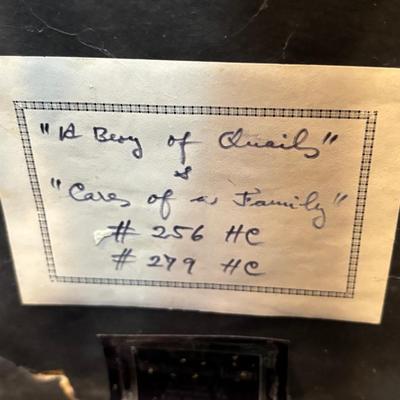 "A Bevy of Quails"
&
"Cares of a Family"
# 256 HC
# 279 HC